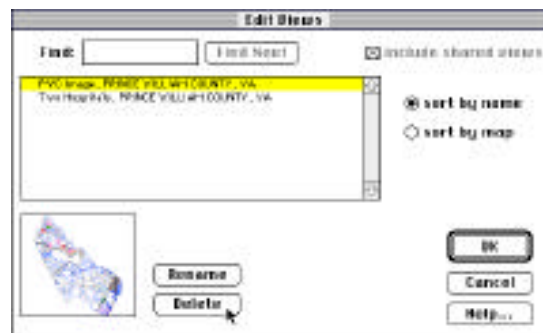 Edit Views
Find:
Find Next
include shared views
PWC Image, PRINCE WILLIAM COUNTY, VA
Two Hospitals, PRINCE WILLIAM COUNTY, VA
sort by name
sort by map
OK
Rename
Cancel
Delete
Help...